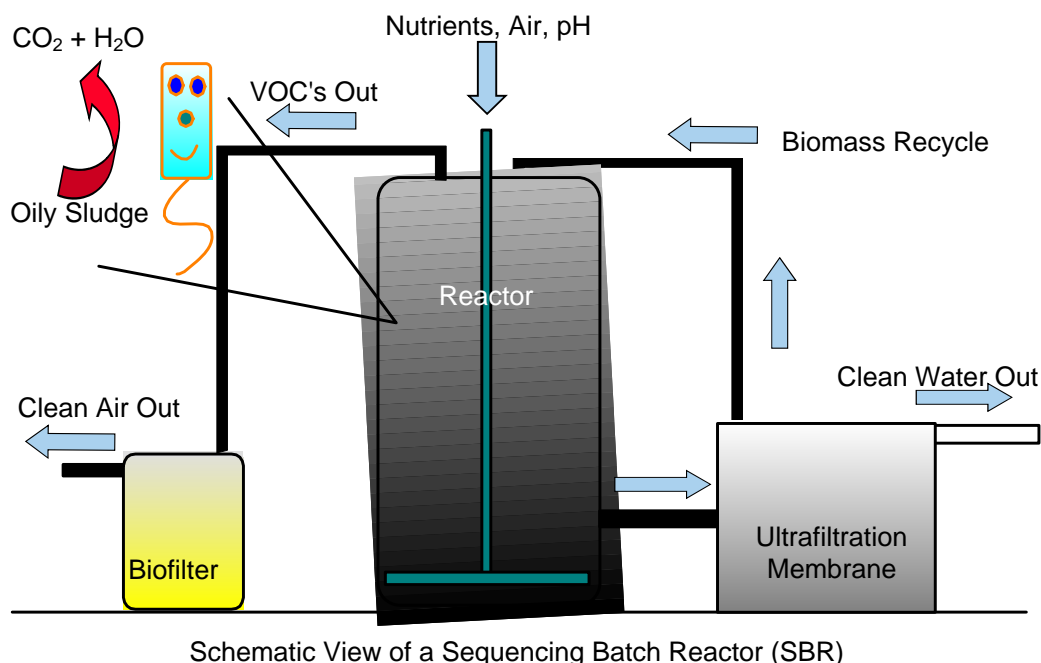 Nutrients, Air, pH
CO₂ + H₂O
VOC's Out
Biomass Recycle
Oily Sludge
Reactor
Clean Water Out
Clean Air Out
Ultrafiltration
Membrane
Biofilter
Schematic View of a Sequencing Batch Reactor (SBR)